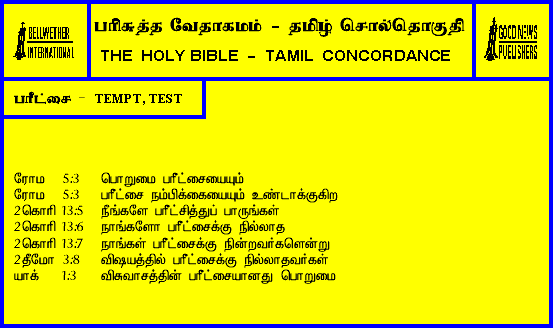 BELLWETHER
INTERNATIONAL
பரிசுத்த வேதாகமம் - தமிழ் சொல்தொகுதி
THE HOLY BIBLE - TAMIL CONCORDANCE
GOOD NEWS
PUBLISHERS
பரீட்சை - TEMPT, TEST
ரோம 5:3 பொறுமை பரீட்சையையும்
ரோம 5:3 பரீட்சை நம்பிக்கையையும் உண்டாக்குகிற
2கொரி 13:5 நீங்களே பரீட்சித்துப் பாருங்கள்
2கொரி 13:6 நாங்களோ பரீட்சைக்கு நில்லாத
2கொரி 13:7 நாங்கள் பரீட்சைக்கு நின்றவர்களென்று
2தீமோ 3:8 விஷயத்தில் பரீட்சைக்கு நில்லாதவர்கள்
யாக் 1:3 விசுவாசத்தின் பரீட்சையானது பொறுமை